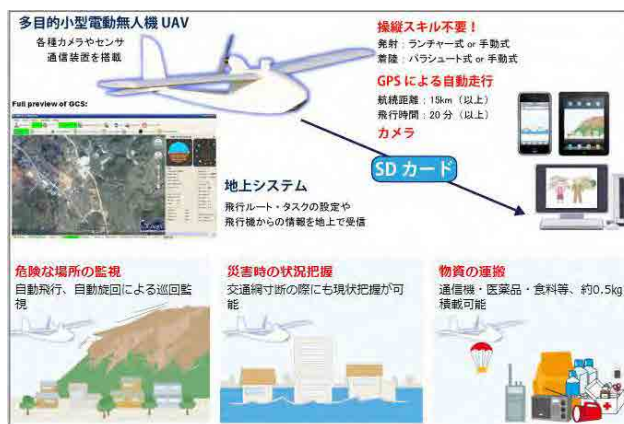 多目的小型電動無人機 UAV
各種カメラやセンサ
通信装置を搭載
操縦スキル不要！
発射：ランチャー式 or 手動式
着陸：パラシュート式 or 手動式
GPSによる自動走行
航続距離：15km（以上）
飛行時間：20分（以上）
カメラ
Full preview of GCS:
SDカード
地上システム
飛行ルート・タスクの設定や
飛行機からの情報を地上で受信
危険な場所の監視
自動飛行、自動旋回による巡回監
視
災害時の状況把握
交通網寸断の際にも現状把握が可
能
物資の運搬
通信機・医薬品・食料等、約0.5kg
積載可能